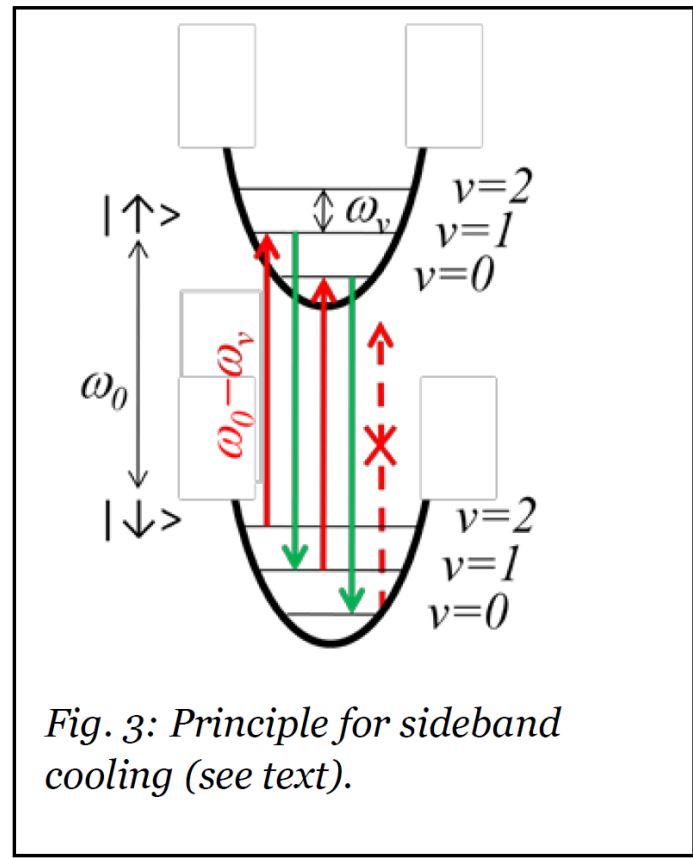 |↑>
ω_v
v=2
v=1
v=0
ω_0
ω_0−ω_v
|↓>
v=2
v=1
v=0
Fig. 3: Principle for sideband
cooling (see text).